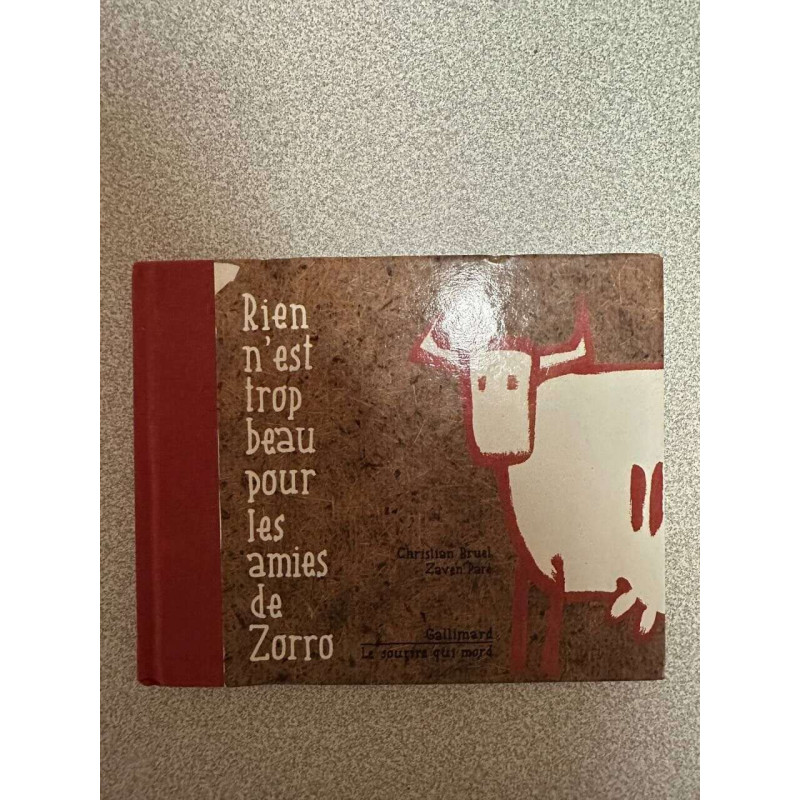 Rien
n'est
trop
beau
pour
les
amies
de
Zorro
Christian Bruel
Zaven Paré
Gallimard
Le sourire qui mord